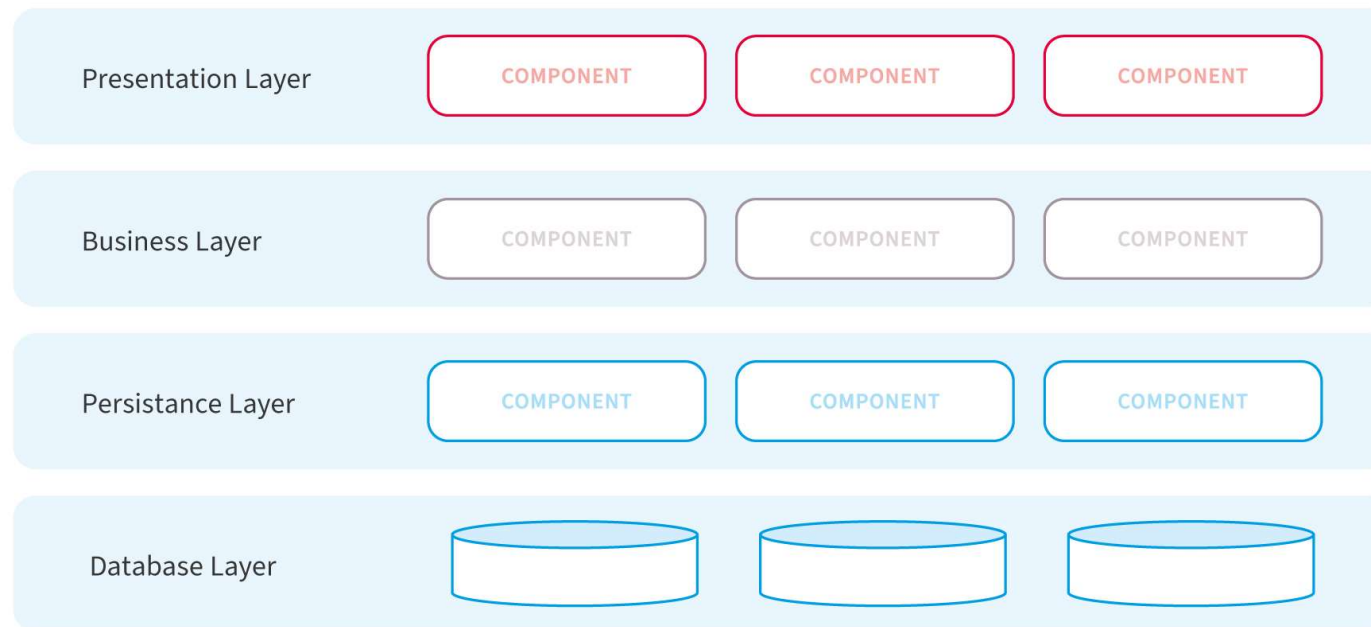 Presentation Layer
COMPONENT COMPONENT COMPONENT
Business Layer
COMPONENT COMPONENT COMPONENT
Persistance Layer
COMPONENT COMPONENT COMPONENT
Database Layer